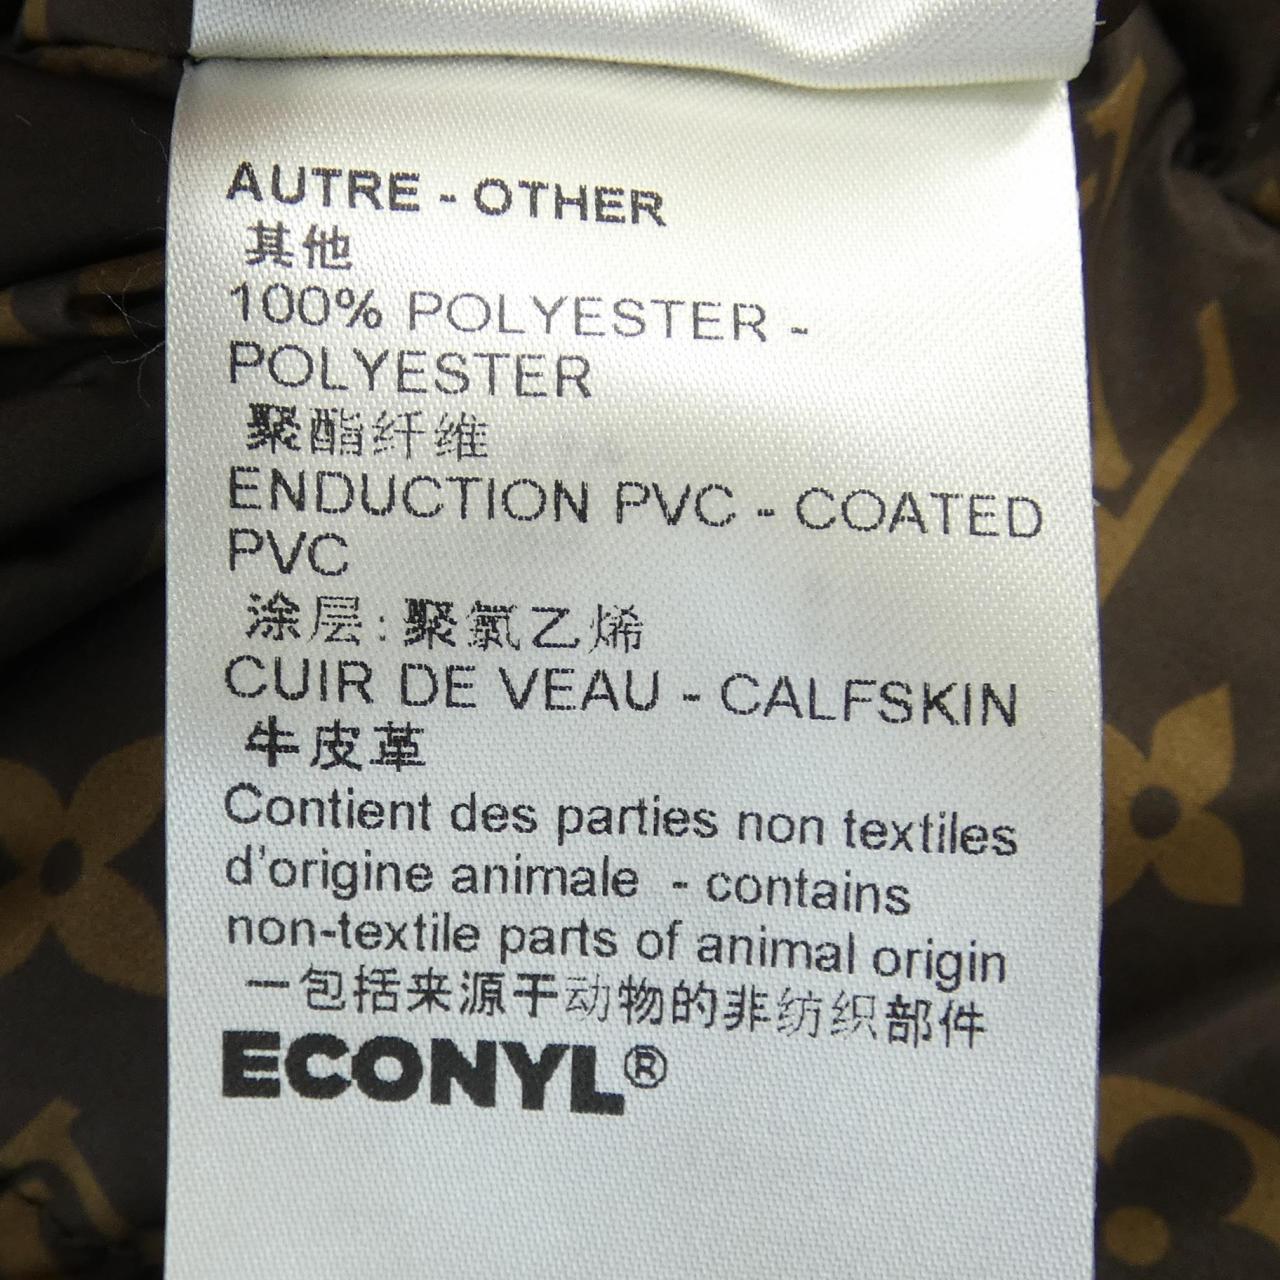 AUTRE - OTHER
其他
100% POLYESTER -
POLYESTER
聚酯纤维
ENDUCTION PVC - COATED
PVC
涂层: 聚氯乙烯
CUIR DE VEAU - CALFSKIN
牛皮革
Contient des parties non textiles
d'origine animale - contains
non-textile parts of animal origin
一包括来源于动物的非纺织部件
ECONYL®